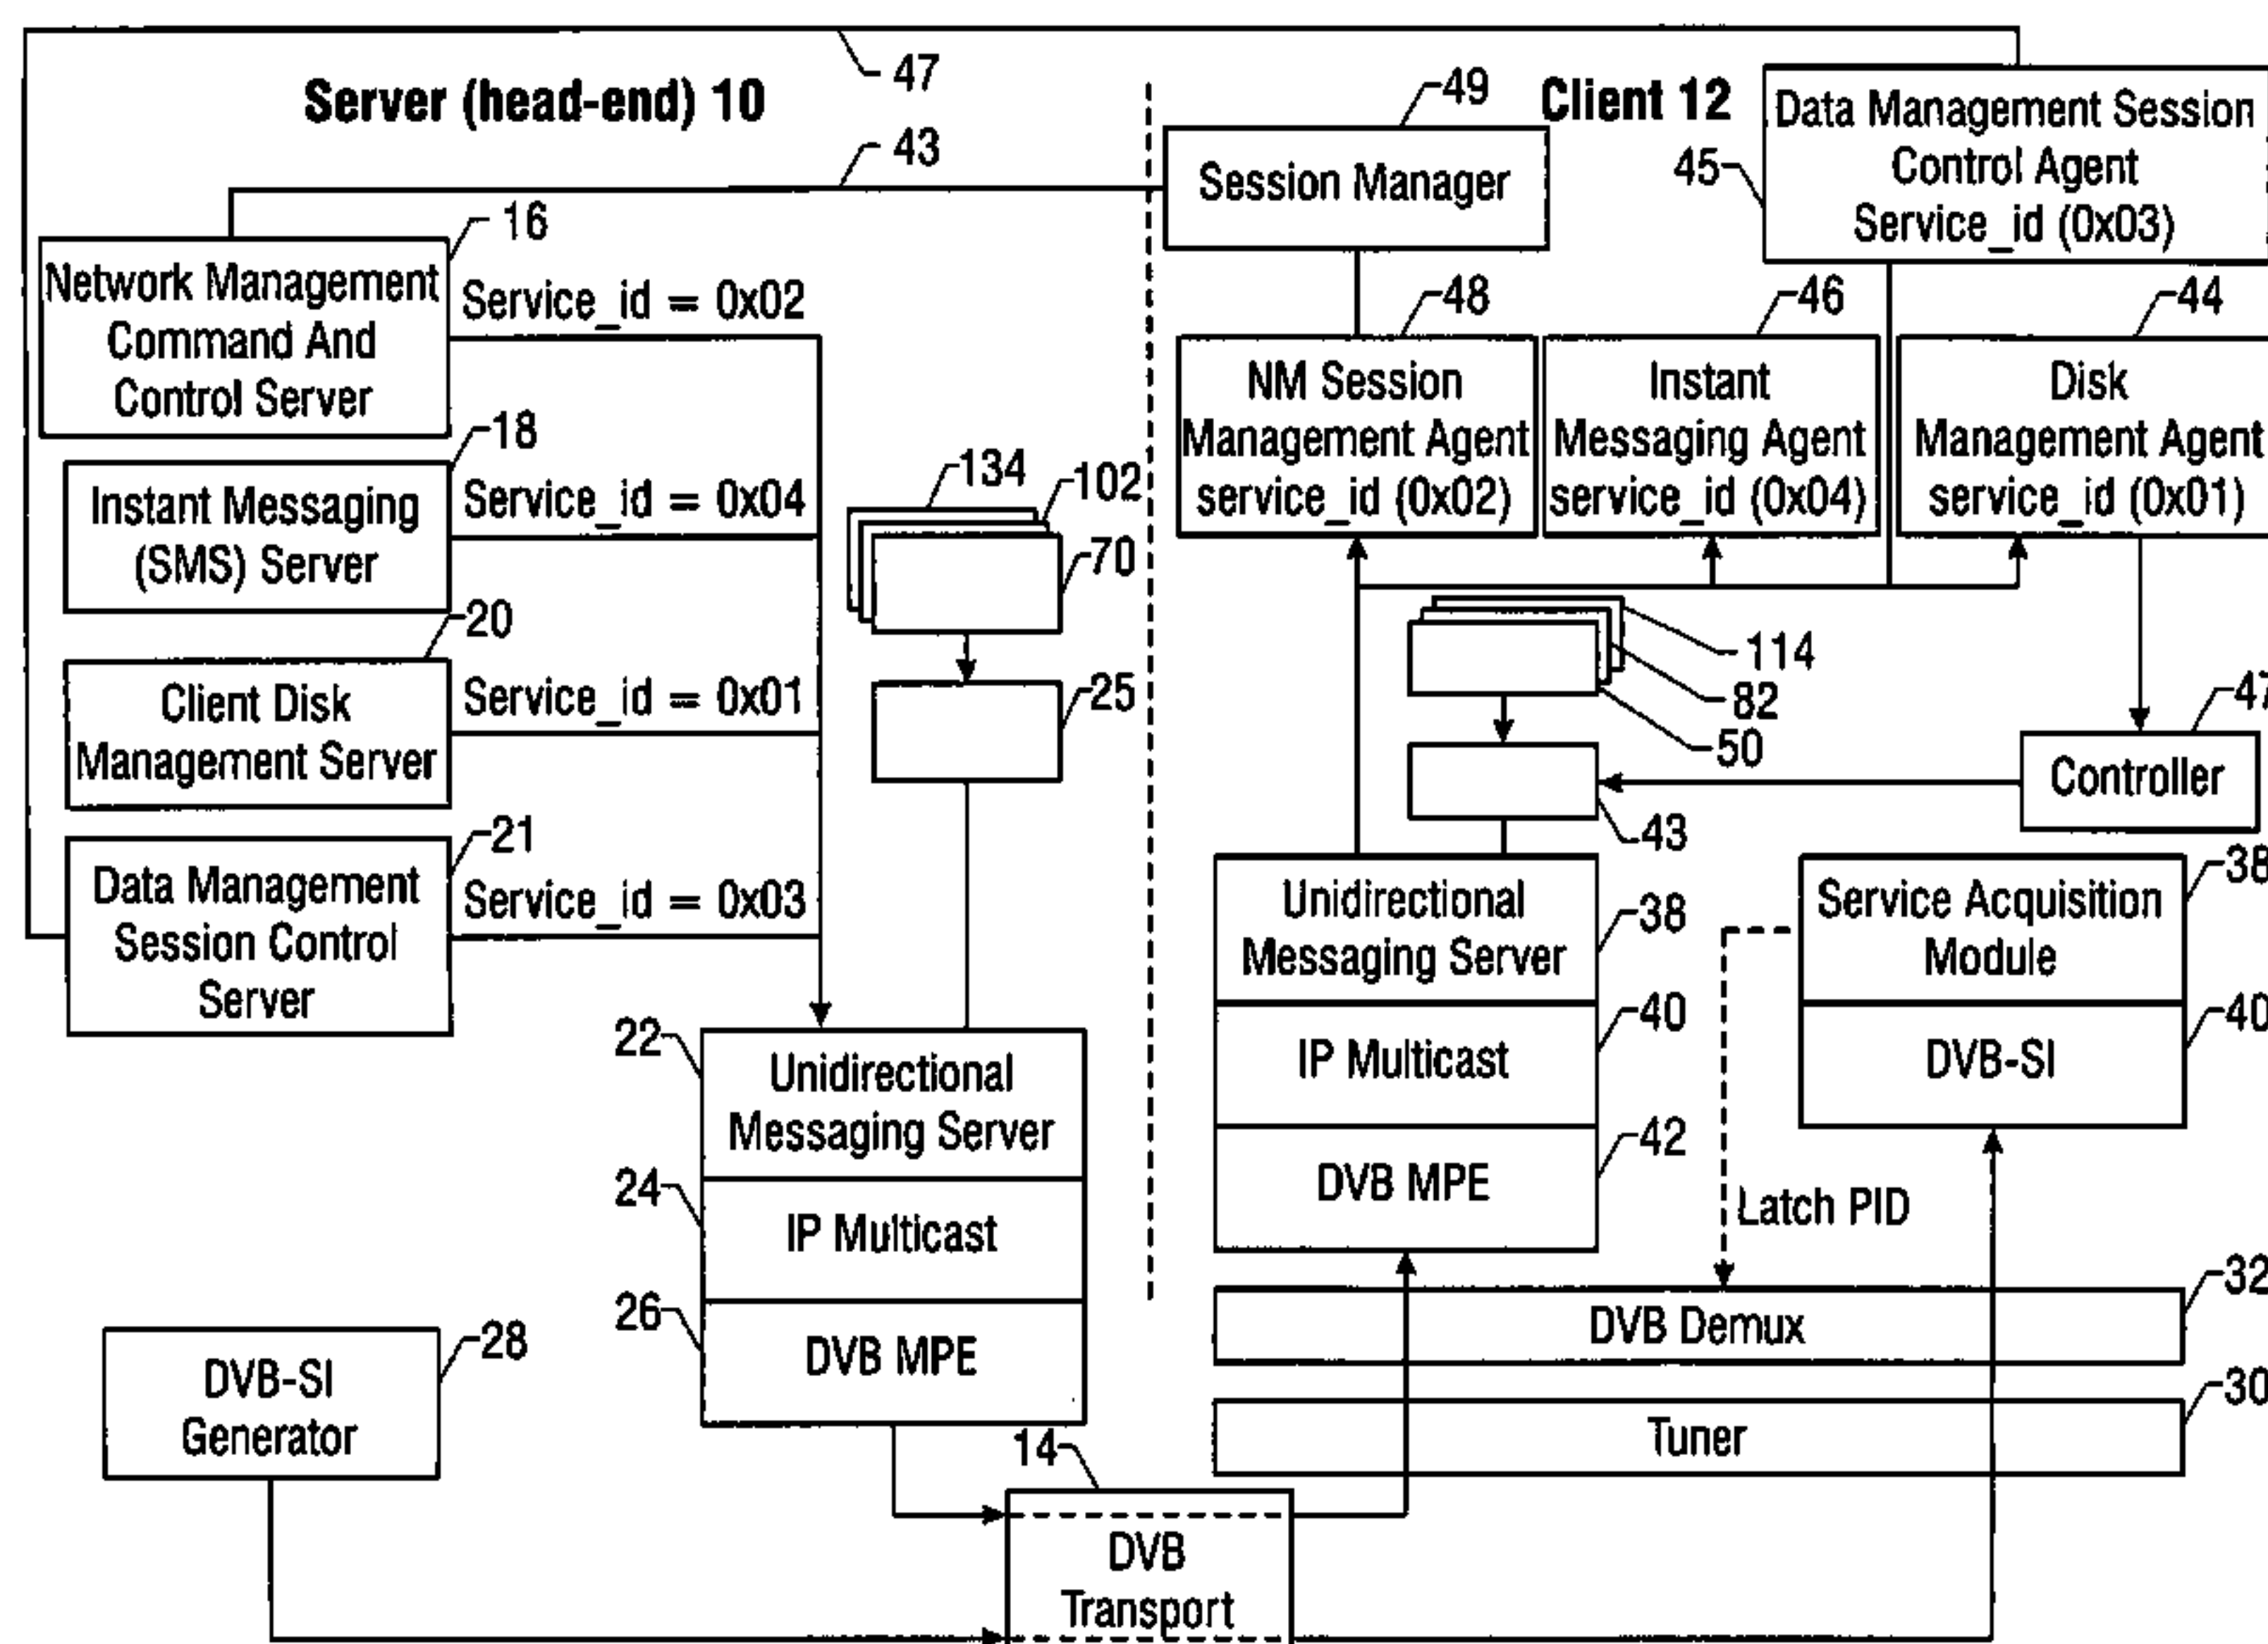 47
Server (head-end) 10
43
49
Client 12
Session Manager
Data Management Session
Control Agent
Service_id (0x03)
45
16
Network Management
Command And
Control Server
Service_id = 0x02
18
Instant Messaging
(SMS) Server
Service_id = 0x04
20
Client Disk
Management Server
Service_id = 0x01
21
Data Management
Session Control
Server
Service_id = 0x03
134
102
70
25
22
Unidirectional
Messaging Server
24
IP Multicast
26
DVB MPE
28
DVB-SI
Generator
14
DVB
Transport
48
NM Session
Management Agent
service_id (0x02)
46
Instant
Messaging Agent
service_id (0x04)
44
Disk
Management Agent
service_id (0x01)
114
82
50
43
47
Controller
Unidirectional
Messaging Server
38
IP Multicast
40
DVB MPE
42
Service Acquisition
Module
38
DVB-SI
40
Latch PID
DVB Demux
32
Tuner
30